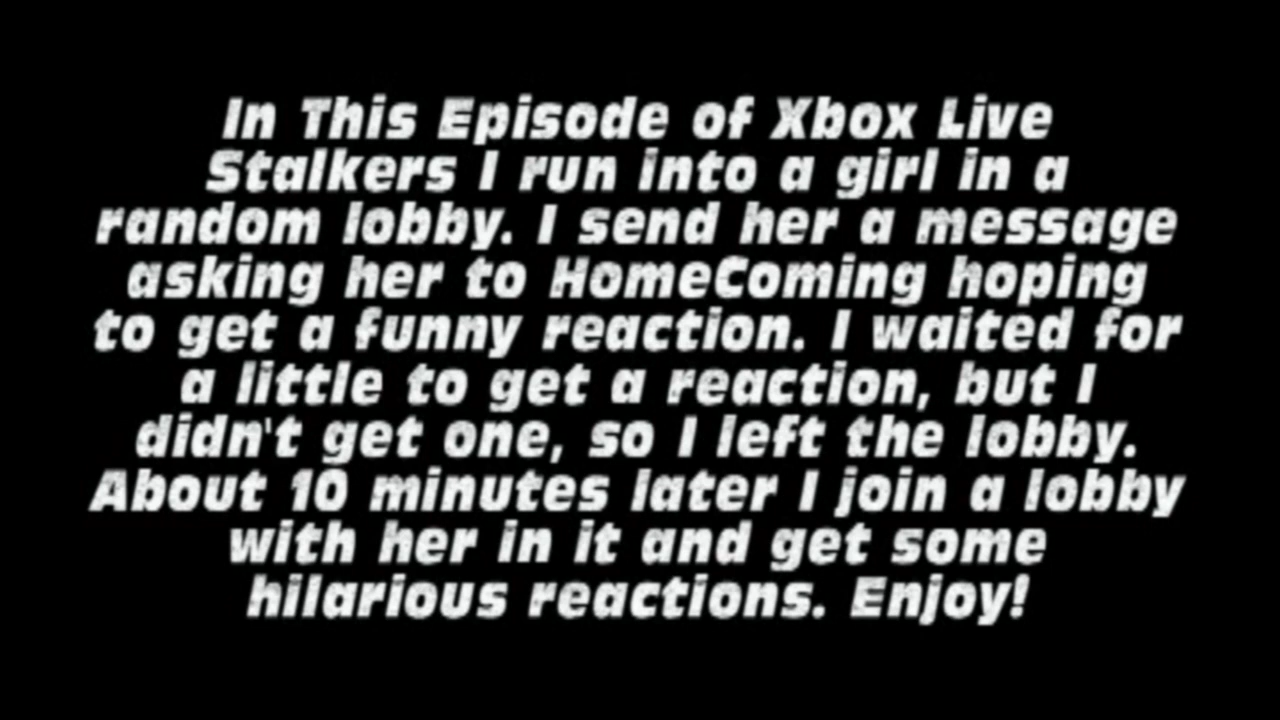 In This Episode of Xbox Live
Stalkers I run into a girl in a
random lobby. I send her a message
asking her to HomeComing hoping
to get a funny reaction. I waited for
a little to get a reaction, but I
didn't get one, so I left the lobby.
About 10 minutes later I join a lobby
with her in it and get some
hilarious reactions. Enjoy!